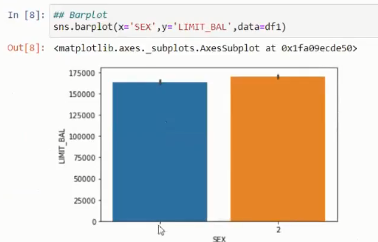 In [8]: ## Barplot
sns.barplot(x='SEX',y='LIMIT_BAL',data=df1)
Out[8]: <matplotlib.axes._subplots.AxesSubplot at 0x1fa09ecde50>
175000
150000
125000
100000
75000
50000
25000
0
LIMIT_BAL
2
SEX